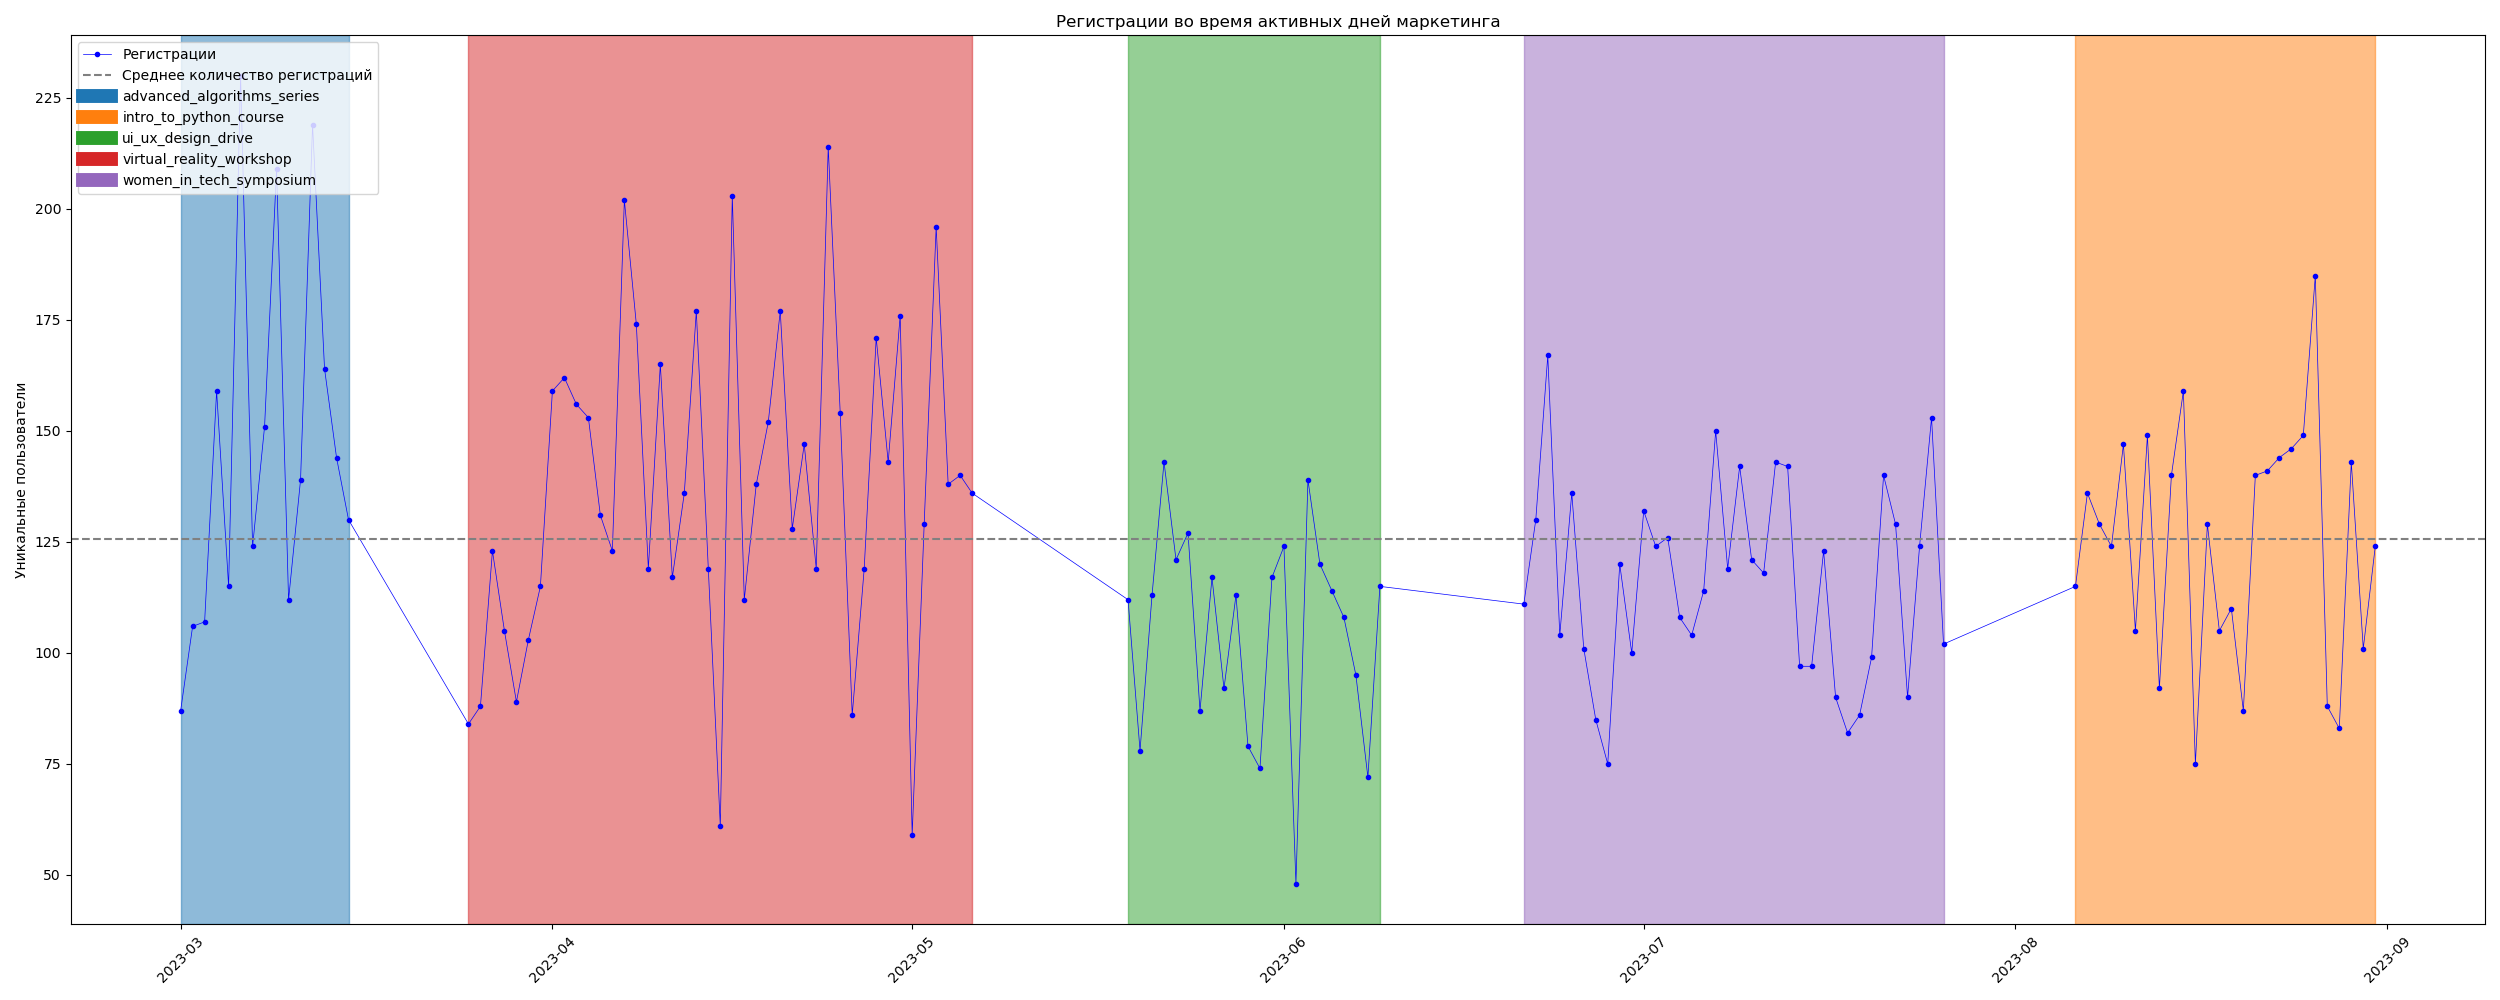 Регистрации во время активных дней маркетинга
Регистрации
Среднее количество регистраций
advanced_algorithms_series
intro_to_python_course
ui_ux_design_drive
virtual_reality_workshop
women_in_tech_symposium
Уникальные пользователи
225
200
175
150
125
100
75
50
2023-03
2023-04
2023-05
2023-06
2023-07
2023-08
2023-09